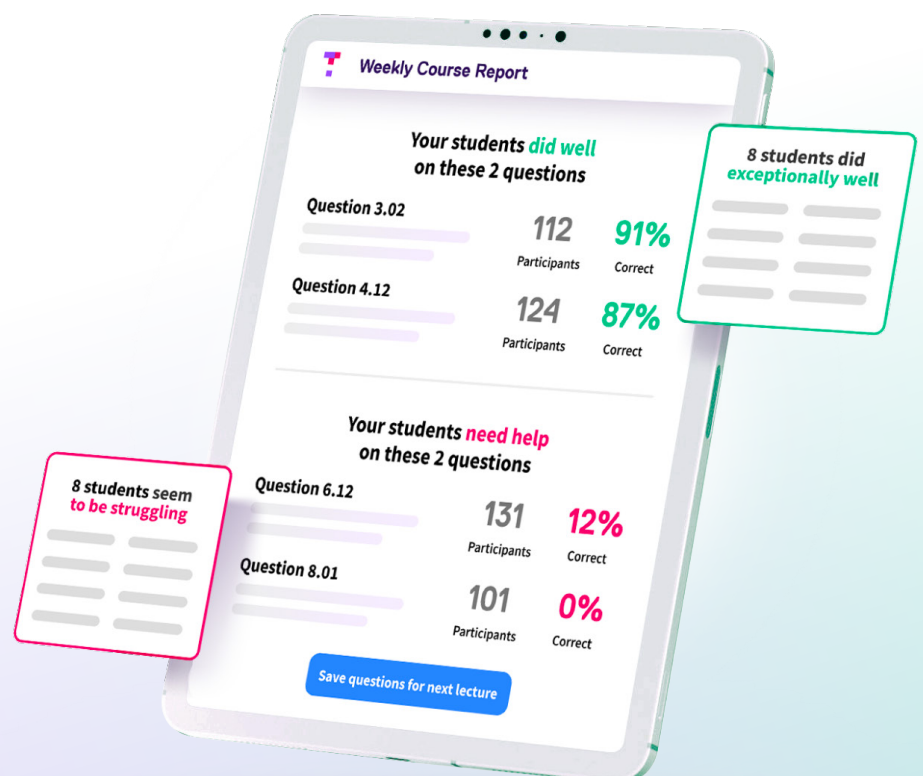 Weekly Course Report
Your students did well
on these 2 questions
Question 3.02
112
Participants
91%
Correct
Question 4.12
124
Participants
87%
Correct
8 students did
exceptionally well
Your students need help
on these 2 questions
Question 6.12
131
Participants
12%
Correct
Question 8.01
101
Participants
0%
Correct
8 students seem
to be struggling
Save questions for next lecture